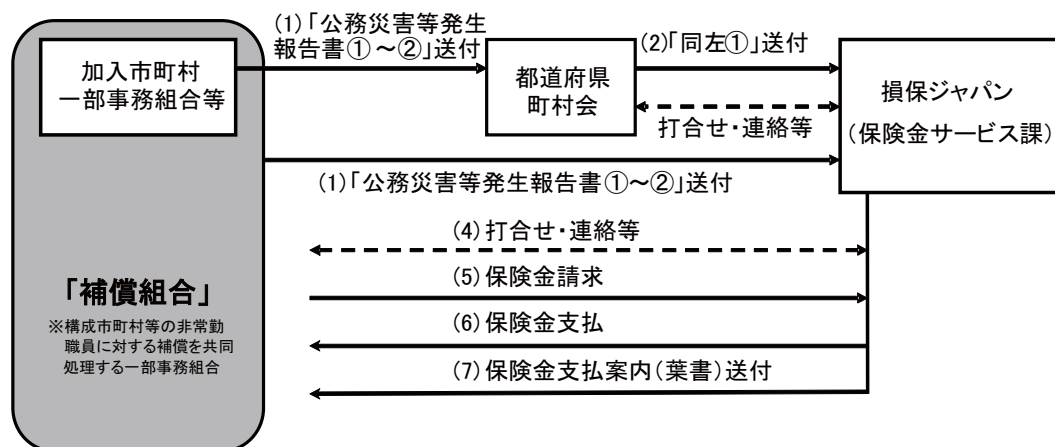 (1)「公務災害等発生
報告書①～②」送付
(2)「同左①」送付
加入市町村
一部事務組合等
都道府県
町村会
損保ジャパン
(保険金サービス課)
打合せ・連絡等
(1)「公務災害等発生報告書①～②」送付
(4)打合せ・連絡等
(5)保険金請求
「補償組合」
※構成市町村等の非常勤
職員に対する補償を共同
処理する一部事務組合
(6)保険金支払
(7)保険金支払案内(葉書)送付